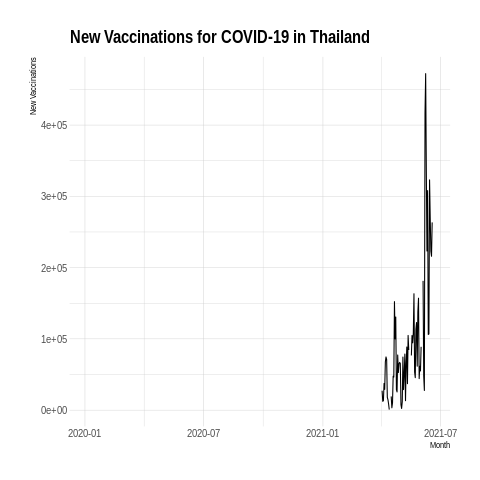 New Vaccinations for COVID-19 in Thailand
New Vaccinations
4e+05
3e+05
2e+05
1e+05
0e+00
2020-01 2020-07 2021-01 2021-07
Month